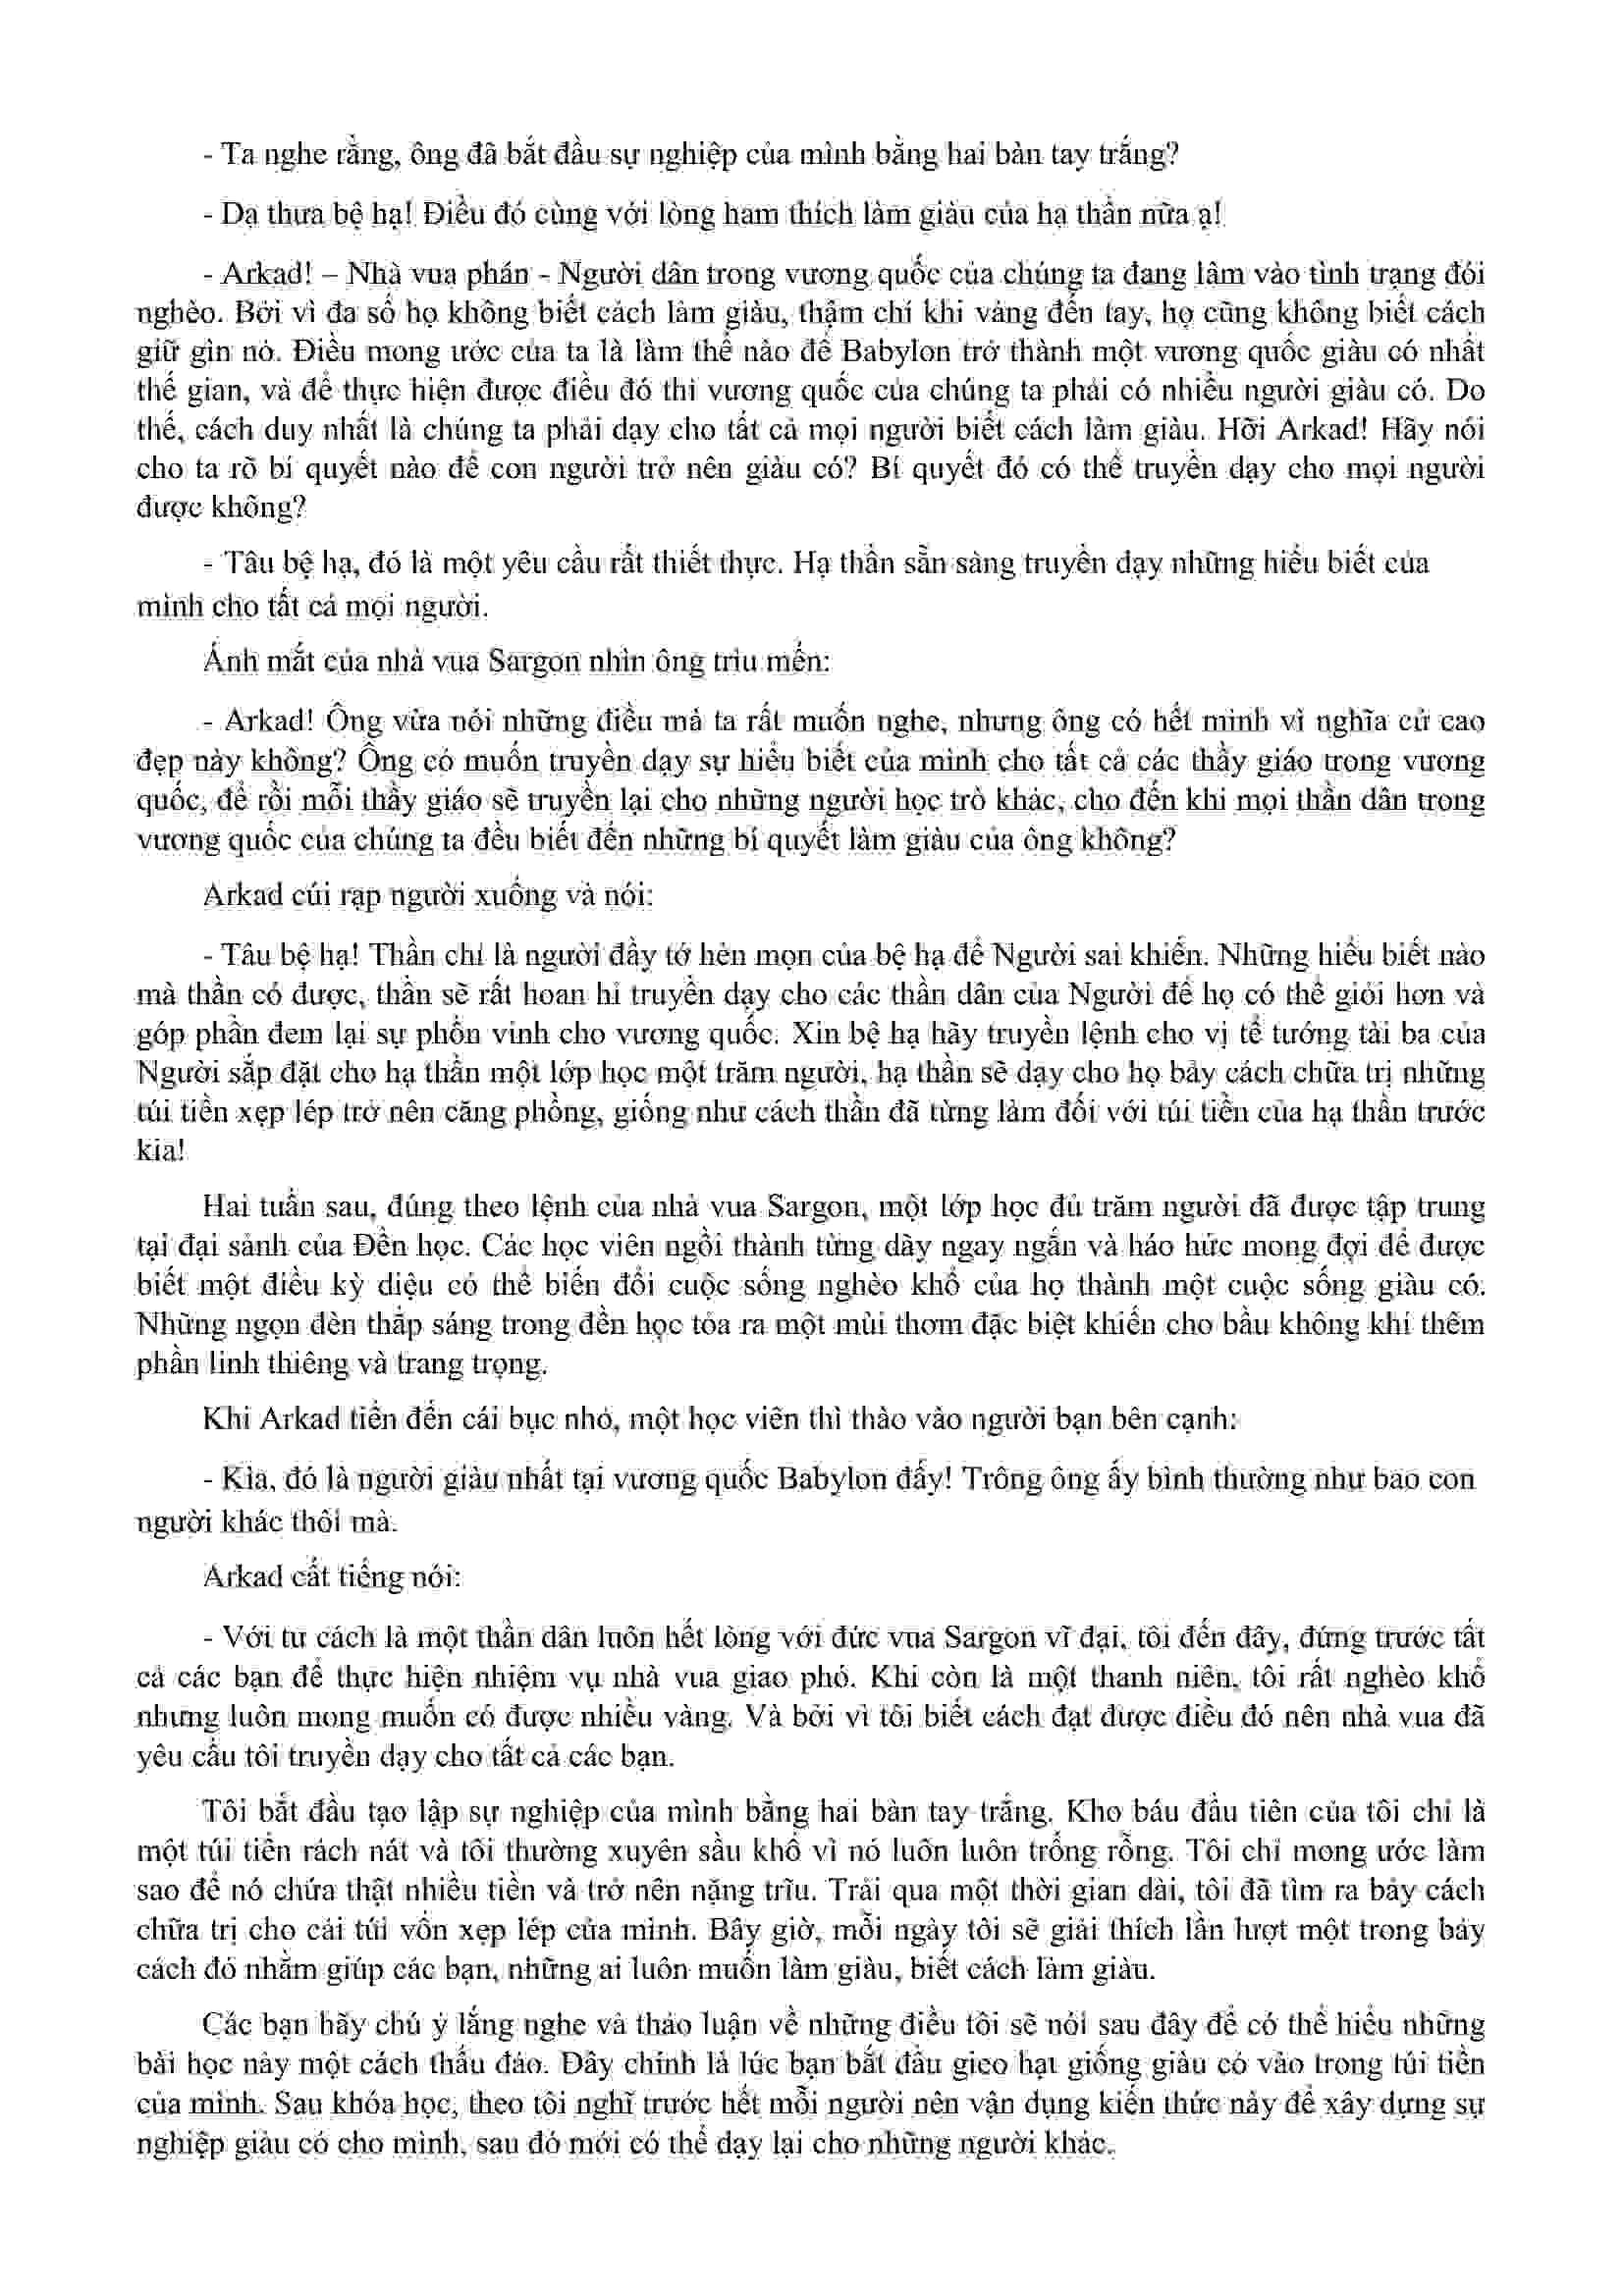 - Ta nghe rằng, ông đã bắt đầu sự nghiệp của mình bằng hai bàn tay trắng?
- Dạ thưa bệ hạ! Điều đó cùng với lòng ham thích làm giàu của hạ thần nữa ạ!
- Arkad! – Nhà vua phán - Người dân trong vương quốc của chúng ta đang lâm vào tình trạng đói
nghèo. Bởi vì đa số họ không biết cách làm giàu, thậm chí khi vàng đến tay, họ cũng không biết cách
giữ gìn nó. Điều mong ước của ta là làm thế nào để Babylon trở thành một vương quốc giàu có nhất
thế gian, và để thực hiện được điều đó thì vương quốc của chúng ta phải có nhiều người giàu có. Do
thế, cách duy nhất là chúng ta phải dạy cho tất cả mọi người biết cách làm giàu. Hỡi Arkad! Hãy nói
cho ta rõ bí quyết nào để con người trở nên giàu có? Bí quyết đó có thể truyền dạy cho mọi người
được không?
- Tâu bệ hạ, đó là một yêu cầu rất thiết thực. Hạ thần sẵn sàng truyền dạy những hiểu biết của
mình cho tất cả mọi người.
Ánh mắt của nhà vua Sargon nhìn ông trìu mến:
- Arkad! Ông vừa nói những điều mà ta rất muốn nghe, nhưng ông có hết mình vì nghĩa cử cao
đẹp này không? Ông có muốn truyền dạy sự hiểu biết của mình cho tất cả các thầy giáo trong vương
quốc, để rồi mỗi thầy giáo sẽ truyền lại cho những người học trò khác, cho đến khi mọi thần dân trong
vương quốc của chúng ta đều biết đến những bí quyết làm giàu của ông không?
Arkad cúi rạp người xuống và nói:
- Tâu bệ hạ! Thần chỉ là người đầy tớ hèn mọn của bệ hạ để Người sai khiến. Những hiểu biết nào
mà thần có được, thần sẽ rất hoan hỉ truyền dạy cho các thần dân của Người để họ có thể giỏi hơn và
góp phần đem lại sự phồn vinh cho vương quốc. Xin bệ hạ hãy truyền lệnh cho vị tể tướng tài ba của
Người sắp đặt cho hạ thần một lớp học một trăm người, hạ thần sẽ dạy cho họ bảy cách chữa trị những
túi tiền xẹp lép trở nên căng phồng, giống như cách thần đã từng làm đối với túi tiền của hạ thần trước
kia!
Hai tuần sau, đúng theo lệnh của nhà vua Sargon, một lớp học đủ trăm người đã được tập trung
tại đại sảnh của Đền học. Các học viên ngồi thành từng dãy ngay ngắn và háo hức mong đợi để được
biết một điều kỳ diệu có thể biến đổi cuộc sống nghèo khổ của họ thành một cuộc sống giàu có.
Những ngọn đèn thắp sáng trong đền học tỏa ra một mùi thơm đặc biệt khiến cho bầu không khí thêm
phần linh thiêng và trang trọng.
Khi Arkad tiến đến cái bục nhỏ, một học viên thì thào vào người bạn bên cạnh:
- Kìa, đó là người giàu nhất tại vương quốc Babylon đấy! Trông ông ấy bình thường như bao con
người khác thôi mà.
Arkad cất tiếng nói:
- Với tư cách là một thần dân luôn hết lòng với đức vua Sargon vĩ đại, tôi đến đây, đứng trước tất
cả các bạn để thực hiện nhiệm vụ nhà vua giao phó. Khi còn là một thanh niên, tôi rất nghèo khổ
nhưng luôn mong muốn có được nhiều vàng. Và bởi vì tôi biết cách đạt được điều đó nên nhà vua đã
yêu cầu tôi truyền dạy cho tất cả các bạn.
Tôi bắt đầu tạo lập sự nghiệp của mình bằng hai bàn tay trắng. Kho báu đầu tiên của tôi chỉ là
một túi tiền rách nát và tôi thường xuyên sầu khổ vì nó luôn luôn trống rỗng. Tôi chỉ mong ước làm
sao để nó chứa thật nhiều tiền và trở nên nặng trĩu. Trải qua một thời gian dài, tôi đã tìm ra bảy cách
chữa trị cho cái túi vốn xẹp lép của mình. Bây giờ, mỗi ngày tôi sẽ giải thích lần lượt một trong bảy
cách đó nhằm giúp các bạn, những ai luôn muốn làm giàu, biết cách làm giàu.
Các bạn hãy chú ý lắng nghe và thảo luận về những điều tôi sẽ nói sau đây để có thể hiểu những
bài học này một cách thấu đáo. Đây chính là lúc bạn bắt đầu gieo hạt giống giàu có vào trong túi tiền
của mình. Sau khóa học, theo tôi nghĩ trước hết mỗi người nên vận dụng kiến thức này để xây dựng sự
nghiệp giàu có cho mình, sau đó mới có thể dạy lại cho những người khác.